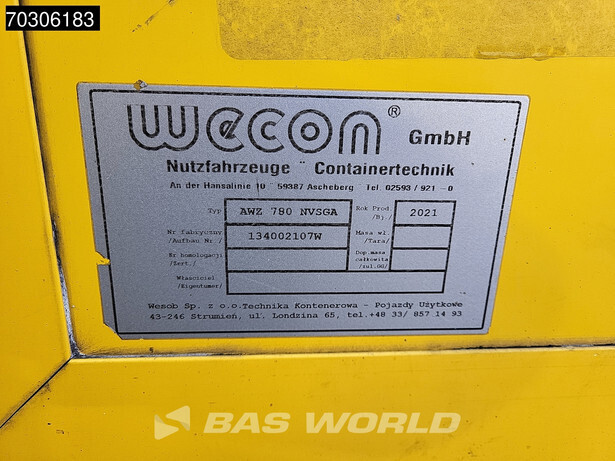 70306183
wecon® GmbH
Nutzfahrzeuge - Containertechnik
An der Hansalinie 10 - 59387 Ascheberg Tel. 02593/921-0
Typ AWZ 780 NVSGA Rok Prod. /Bj./ 2021
Nr fabryczny /Aufbau Nr./ 134002107W Masa wł. /Tara/
Nr homologacji /Zert./ Dop.masa całkowita /zul.GG/
Właściciel /Eigentumer/
Wesob Sp. z o.o.Technika Kontenerowa - Pojazdy Użytkowe
43-246 Strumień, ul. Londzina 65, tel.+48 33/ 857 14 93
BAS WORLD